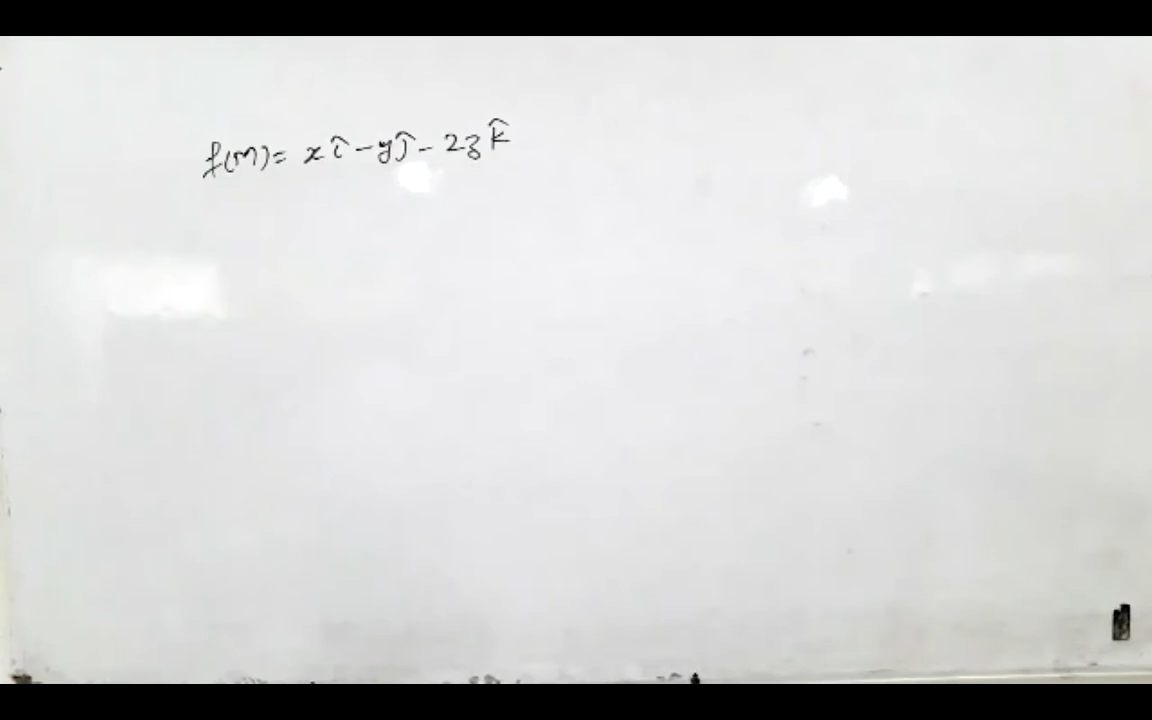 f(m) = x î - y ĵ - 2z k̂